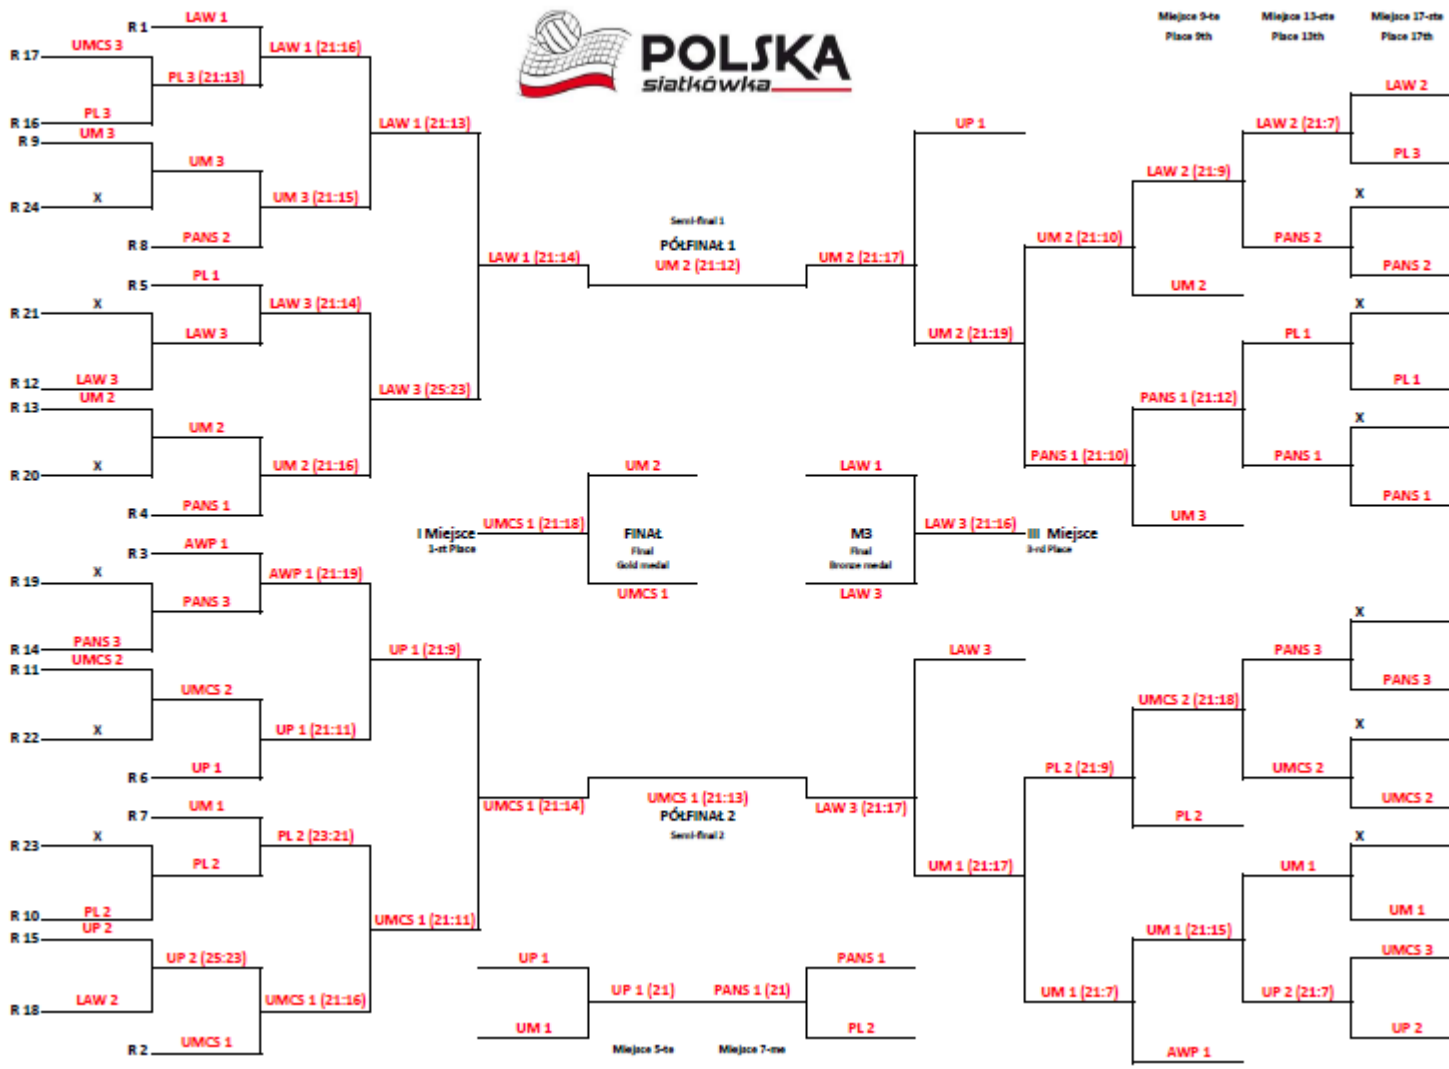 R 1
LAW 1
R 17
UMCS 3
LAW 1 (21:16)
PL 3 (21:13)
R 16
PL 3
R 9
UM 3
LAW 1 (21:13)
UM 3
R 24
X
UM 3 (21:15)
R 8
PANS 2
LAW 1 (21:14)
R 5
PL 1
R 21
X
LAW 3 (21:14)
LAW 3
R 12
LAW 3
R 13
UM 2
LAW 3 (25:23)
UM 2
R 20
X
UM 2 (21:16)
R 4
PANS 1
R 3
AWP 1
R 19
X
AWP 1 (21:19)
PANS 3
R 14
PANS 3
R 11
UMCS 2
UP 1 (21:9)
UMCS 2
R 22
X
UP 1 (21:11)
R 6
UP 1
UMCS 1 (21:14)
R 7
UM 1
R 23
X
PL 2 (23:21)
PL 2
R 10
PL 2
R 15
UP 2
UMCS 1 (21:11)
UP 2 (25:23)
R 18
LAW 2
UMCS 1 (21:16)
R 2
UMCS 1
POLSKA
siatkówka
Semi-final 1
PÓŁFINAŁ 1
UM 2 (21:12)
UM 2
I Miejsce
1-st Place
UMCS 1 (21:18)
FINAŁ
Final
Gold medal
UMCS 1
LAW 1
M3
Final
Bronze medal
LAW 3 (21:16)
III Miejsce
3-rd Place
LAW 3
UMCS 1 (21:13)
PÓŁFINAŁ 2
Semi-final 2
UP 1
UP 1 (21)
UM 1
Miejsce 5-te
PANS 1
PANS 1 (21)
PL 2
Miejsce 7-me
Miejsce 9-te
Place 9th
Miejsce 13-ste
Place 13th
Miejsce 17-ste
Place 17th
UP 1
UM 2 (21:17)
UM 2 (21:19)
UM 2 (21:10)
LAW 2 (21:9)
LAW 2 (21:7)
LAW 2
PL 3
X
PANS 2
PANS 2
UM 2
X
PL 1
PL 1
PANS 1 (21:12)
X
PANS 1 (21:10)
PANS 1
PANS 1
UM 3
LAW 3
LAW 3 (21:17)
UM 1 (21:17)
PL 2 (21:9)
UMCS 2 (21:18)
PANS 3
X
PANS 3
X
UMCS 2
UMCS 2
PL 2
X
UM 1
UM 1
UM 1 (21:15)
UMCS 3
UM 1 (21:7)
UP 2 (21:7)
UP 2
AWP 1